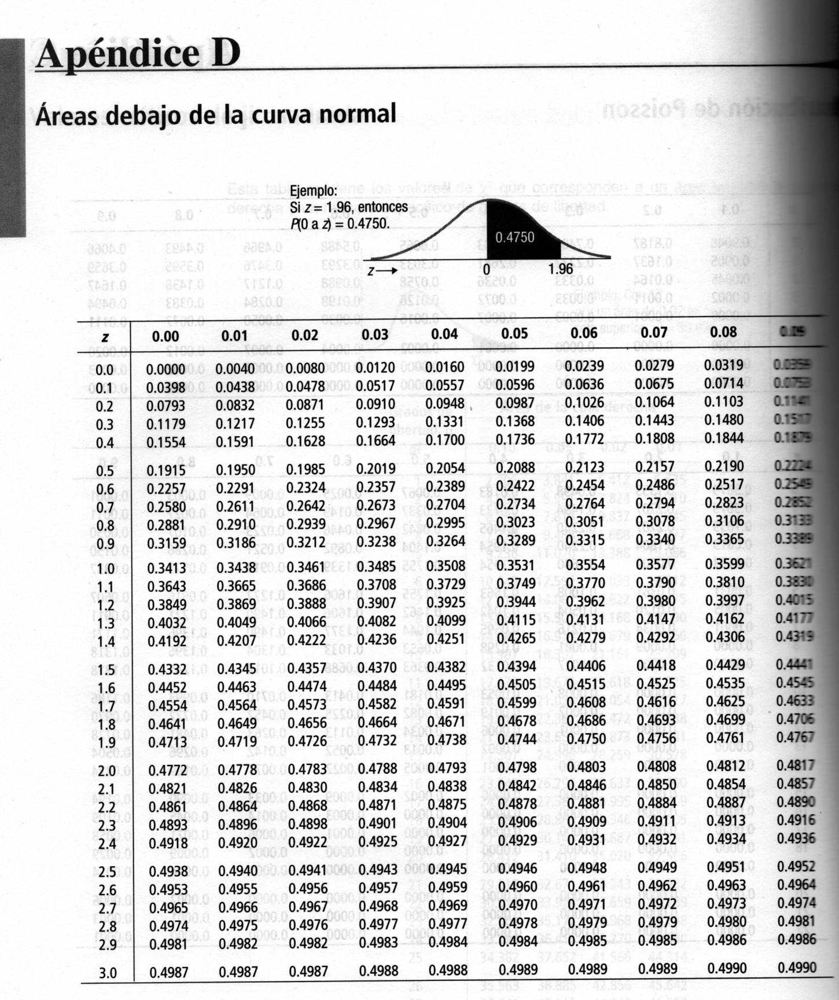 Apéndice D
Áreas debajo de la curva normal
Ejemplo:
Si z = 1.96, entonces
P(0 a z) = 0.4750.
0.4750
z 0 1.96
z 0.00 0.01 0.02 0.03 0.04 0.05 0.06 0.07 0.08 0.09
0.0 0.0000 0.0040 0.0080 0.0120 0.0160 0.0199 0.0239 0.0279 0.0319 0.0359
0.1 0.0398 0.0438 0.0478 0.0517 0.0557 0.0596 0.0636 0.0675 0.0714 0.0753
0.2 0.0793 0.0832 0.0871 0.0910 0.0948 0.0987 0.1026 0.1064 0.1103 0.1141
0.3 0.1179 0.1217 0.1255 0.1293 0.1331 0.1368 0.1406 0.1443 0.1480 0.1517
0.4 0.1554 0.1591 0.1628 0.1664 0.1700 0.1736 0.1772 0.1808 0.1844 0.1879
0.5 0.1915 0.1950 0.1985 0.2019 0.2054 0.2088 0.2123 0.2157 0.2190 0.2224
0.6 0.2257 0.2291 0.2324 0.2357 0.2389 0.2422 0.2454 0.2486 0.2517 0.2549
0.7 0.2580 0.2611 0.2642 0.2673 0.2704 0.2734 0.2764 0.2794 0.2823 0.2852
0.8 0.2881 0.2910 0.2939 0.2967 0.2995 0.3023 0.3051 0.3078 0.3106 0.3133
0.9 0.3159 0.3186 0.3212 0.3238 0.3264 0.3289 0.3315 0.3340 0.3365 0.3389
1.0 0.3413 0.3438 0.3461 0.3485 0.3508 0.3531 0.3554 0.3577 0.3599 0.3621
1.1 0.3643 0.3665 0.3686 0.3708 0.3729 0.3749 0.3770 0.3790 0.3810 0.3830
1.2 0.3849 0.3869 0.3888 0.3907 0.3925 0.3944 0.3962 0.3980 0.3997 0.4015
1.3 0.4032 0.4049 0.4066 0.4082 0.4099 0.4115 0.4131 0.4147 0.4162 0.4177
1.4 0.4192 0.4207 0.4222 0.4236 0.4251 0.4265 0.4279 0.4292 0.4306 0.4319
1.5 0.4332 0.4345 0.4357 0.4370 0.4382 0.4394 0.4406 0.4418 0.4429 0.4441
1.6 0.4452 0.4463 0.4474 0.4484 0.4495 0.4505 0.4515 0.4525 0.4535 0.4545
1.7 0.4554 0.4564 0.4573 0.4582 0.4591 0.4599 0.4608 0.4616 0.4625 0.4633
1.8 0.4641 0.4649 0.4656 0.4664 0.4671 0.4678 0.4686 0.4693 0.4699 0.4706
1.9 0.4713 0.4719 0.4726 0.4732 0.4738 0.4744 0.4750 0.4756 0.4761 0.4767
2.0 0.4772 0.4778 0.4783 0.4788 0.4793 0.4798 0.4803 0.4808 0.4812 0.4817
2.1 0.4821 0.4826 0.4830 0.4834 0.4838 0.4842 0.4846 0.4850 0.4854 0.4857
2.2 0.4861 0.4864 0.4868 0.4871 0.4875 0.4878 0.4881 0.4884 0.4887 0.4890
2.3 0.4893 0.4896 0.4898 0.4901 0.4904 0.4906 0.4909 0.4911 0.4913 0.4916
2.4 0.4918 0.4920 0.4922 0.4925 0.4927 0.4929 0.4931 0.4932 0.4934 0.4936
2.5 0.4938 0.4940 0.4941 0.4943 0.4945 0.4946 0.4948 0.4949 0.4951 0.4952
2.6 0.4953 0.4955 0.4956 0.4957 0.4959 0.4960 0.4961 0.4962 0.4963 0.4964
2.7 0.4965 0.4966 0.4967 0.4968 0.4969 0.4970 0.4971 0.4972 0.4973 0.4974
2.8 0.4974 0.4975 0.4976 0.4977 0.4977 0.4978 0.4979 0.4979 0.4980 0.4981
2.9 0.4981 0.4982 0.4982 0.4983 0.4984 0.4984 0.4985 0.4985 0.4986 0.4986
3.0 0.4987 0.4987 0.4987 0.4988 0.4988 0.4989 0.4989 0.4989 0.4990 0.4990